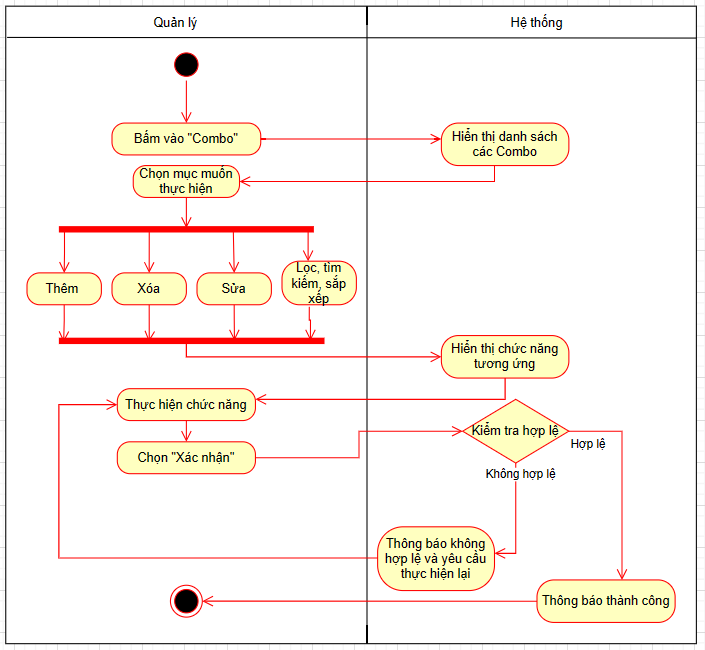 Quản lý
Hệ thống
Bấm vào "Combo"
Hiển thị danh sách
các Combo
Chọn mục muốn
thực hiện
Thêm
Xóa
Sửa
Lọc, tìm
kiếm, sắp
xếp
Hiển thị chức năng
tương ứng
Thực hiện chức năng
Kiểm tra hợp lệ
Hợp lệ
Chọn "Xác nhận"
Không hợp lệ
Thông báo không
hợp lệ và yêu cầu
thực hiện lại
Thông báo thành công